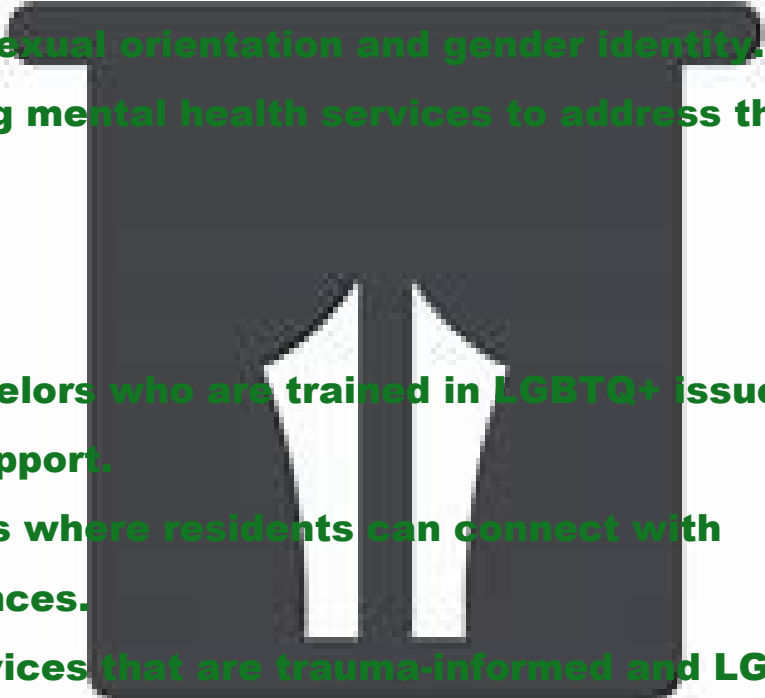 exual orientation and gender identity.
g mental health services to address th
elors who are trained in LGBTQ+ issue
pport.
s where residents can connect with
nces.
vices that are trauma-informed and LG